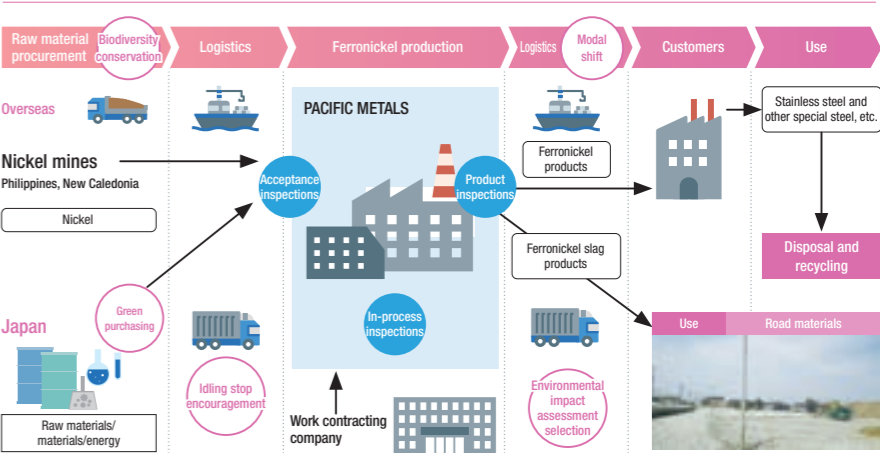 Raw material
procurement
Biodiversity
conservation
Logistics
Ferronickel production
Logistics
Modal
shift
Customers
Use
Overseas
Nickel mines
Philippines, New Caledonia
Nickel
Japan
Green
purchasing
Raw materials/
materials/energy
Idling stop
encouragement
PACIFIC METALS
Acceptance
inspections
Product
inspections
In-process
inspections
Work contracting
company
Ferronickel
products
Ferronickel slag
products
Environmental
impact
assessment
selection
Stainless steel and
other special steel, etc.
Disposal and
recycling
Use
Road materials